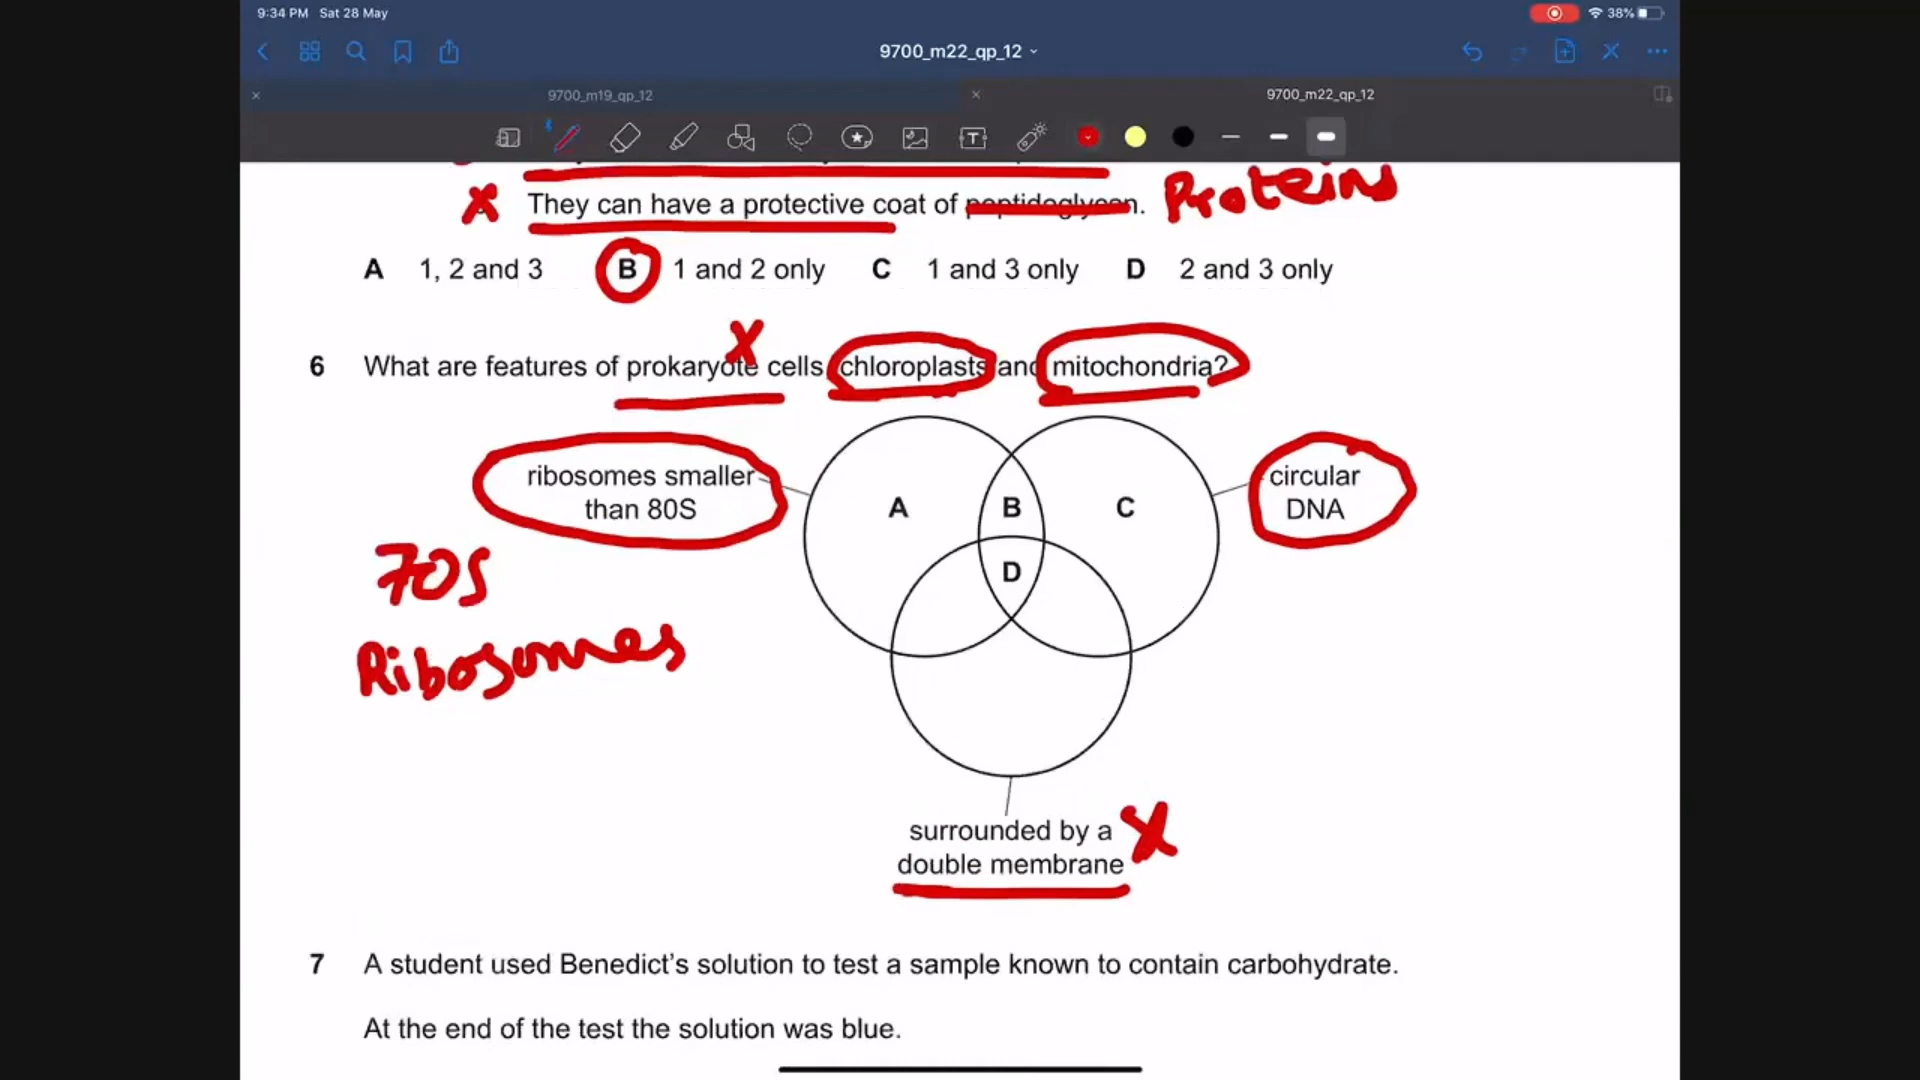 9:34 PM Sat 28 May
38%
9700_m22_qp_12
9700_m19_qp_12
9700_m22_qp_12
They can have a protective coat of peptidoglycan. Proteins
A 1, 2 and 3 B 1 and 2 only C 1 and 3 only D 2 and 3 only
6 What are features of prokaryote cells, chloroplasts and mitochondria?
ribosomes smaller
than 80S
A
B
C
circular
DNA
D
70S
Ribosomes
surrounded by a
double membrane
7 A student used Benedict's solution to test a sample known to contain carbohydrate.
At the end of the test the solution was blue.